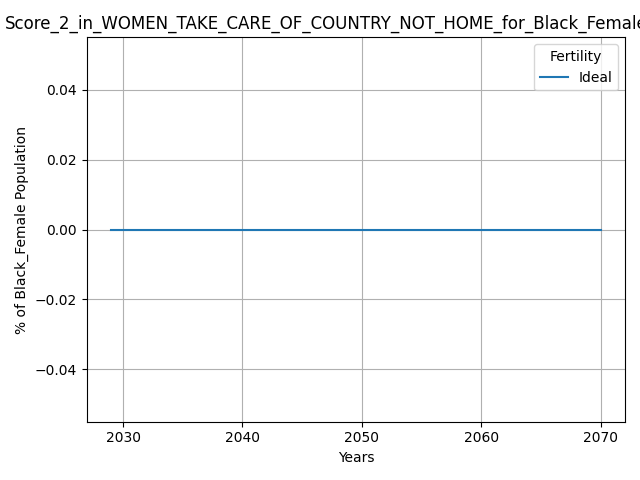 Score_2_in_WOMEN_TAKE_CARE_OF_COUNTRY_NOT_HOME_for_Black_Female
Fertility
Ideal
0.04
0.02
0.00
−0.02
−0.04
% of Black_Female Population
2030 2040 2050 2060 2070
Years